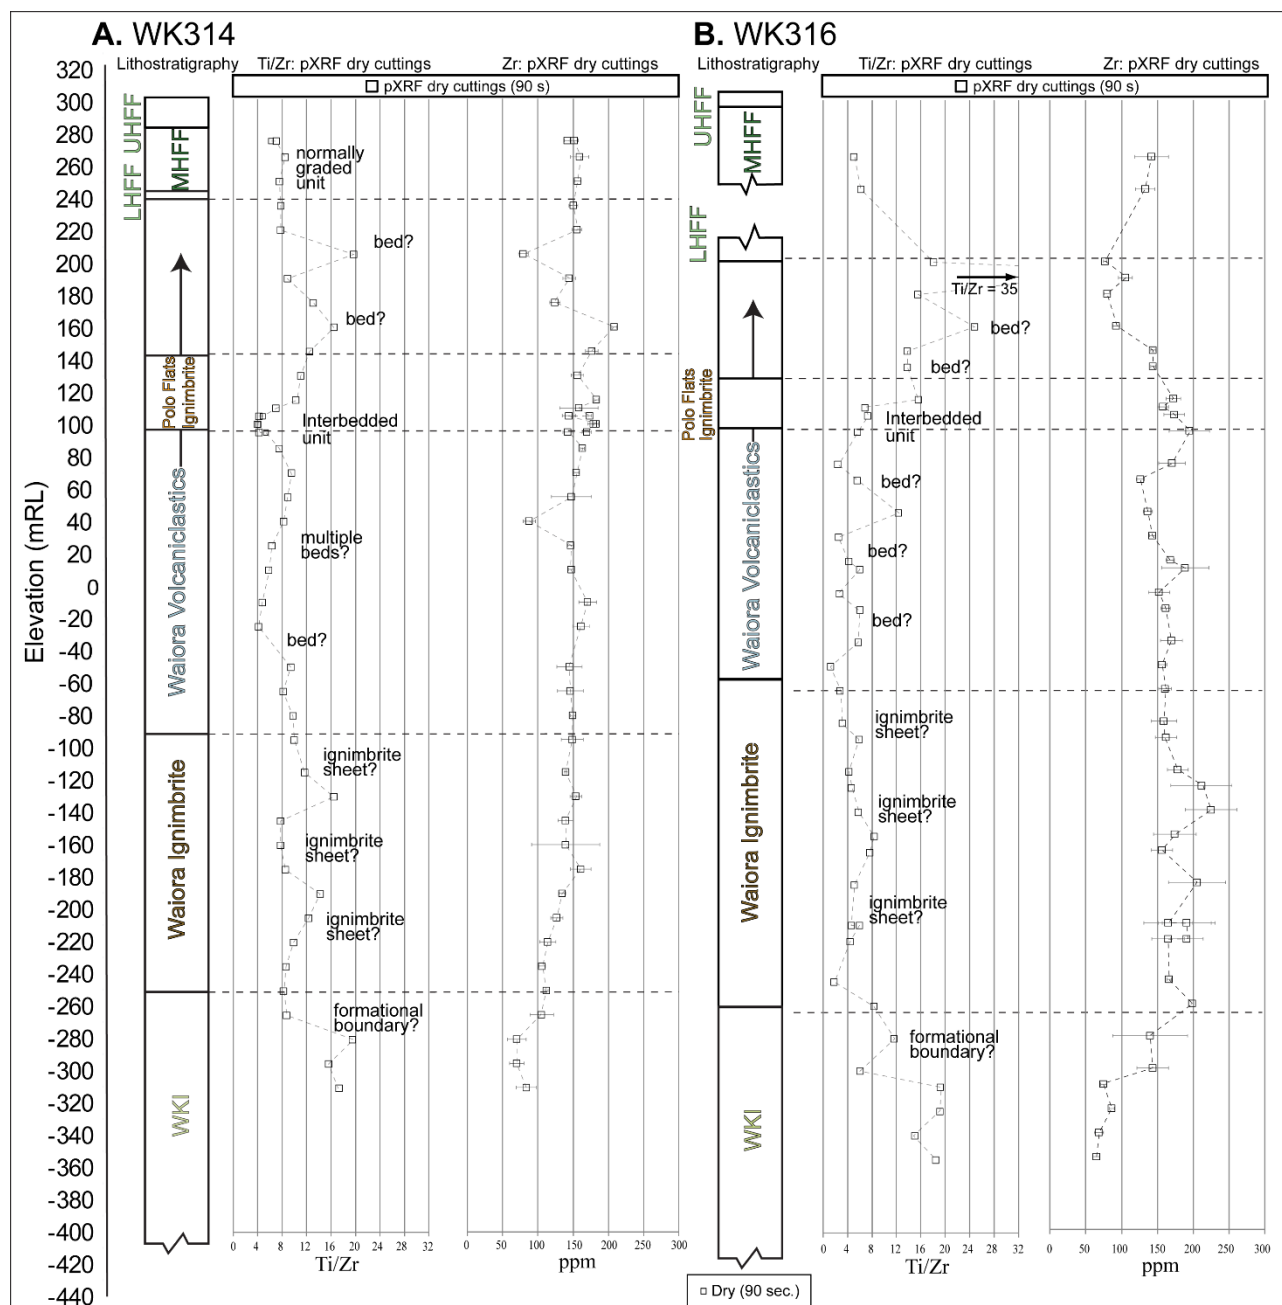 A. WK314
B. WK316
Lithostratigraphy
Ti/Zr: pXRF dry cuttings
Zr: pXRF dry cuttings
Lithostratigraphy
Ti/Zr: pXRF dry cuttings
Zr: pXRF dry cuttings
pXRF dry cuttings (90 s)
pXRF dry cuttings (90 s)
Elevation (mRL)
320
300
280
260
240
220
200
180
160
140
120
100
80
60
40
20
0
-20
-40
-60
-80
-100
-120
-140
-160
-180
-200
-220
-240
-260
-280
-300
-320
-340
-360
-380
-400
-420
-440
UHFF
MHFF
LHFF
Polo Flats
Ignimbrite
Waiora Volcaniclastics
Waiora Ignimbrite
WKI
normally
graded
unit
bed?
bed?
Interbedded
unit
multiple
beds?
bed?
ignimbrite
sheet?
ignimbrite
sheet?
ignimbrite
sheet?
formational
boundary?
0 4 8 12 16 20 24 28 32
Ti/Zr
0 50 100 150 200 250 300
ppm
UHFF
MHFF
LHFF
Polo Flats
Ignimbrite
Waiora Volcaniclastics
Waiora Ignimbrite
WKI
Ti/Zr = 35
bed?
bed?
Interbedded
unit
bed?
bed?
bed?
ignimbrite
sheet?
ignimbrite
sheet?
ignimbrite
sheet?
formational
boundary?
0 4 8 12 16 20 24 28 32
Ti/Zr
0 50 100 150 200 250 300
ppm
Dry (90 sec.)